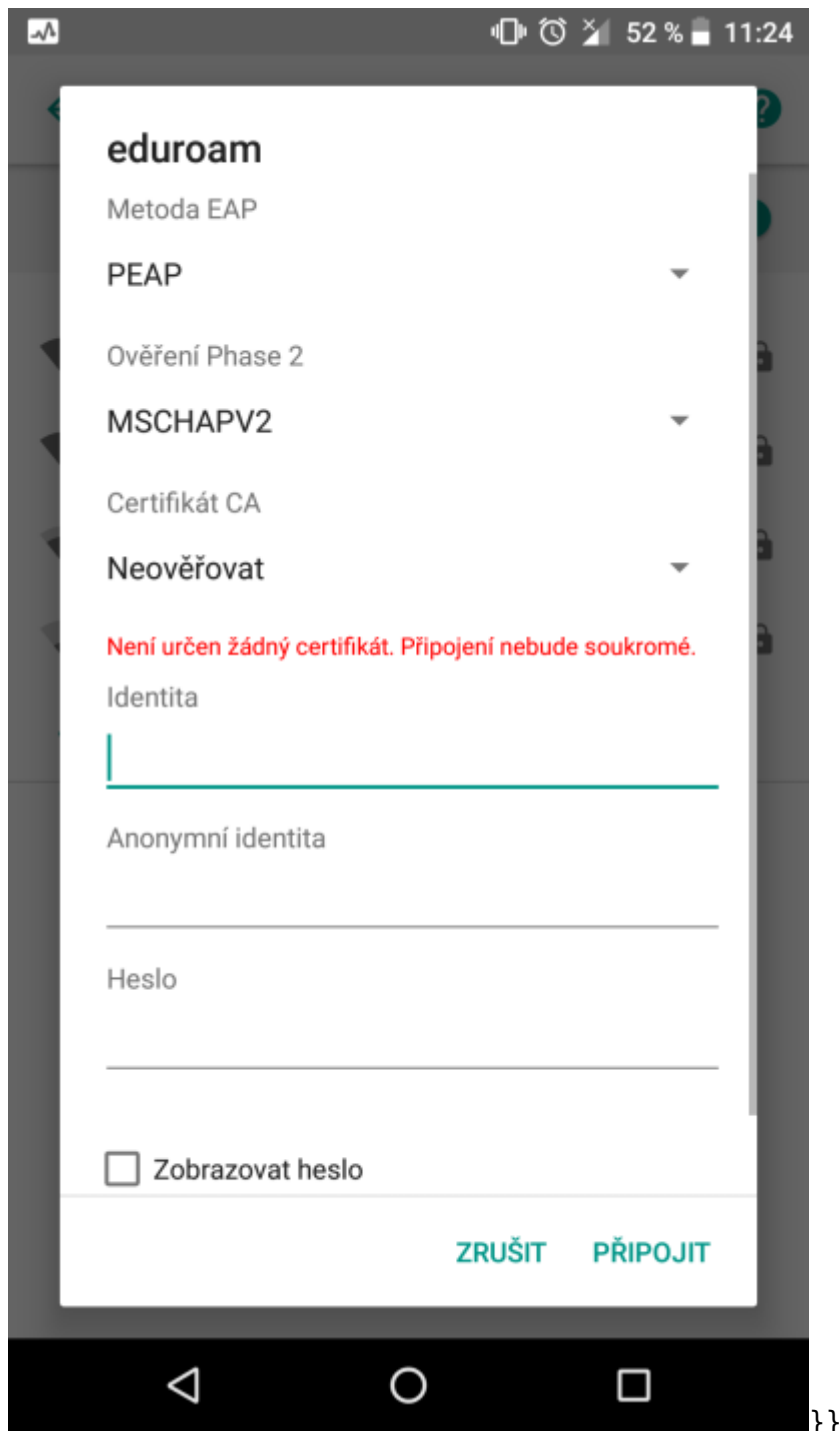 52 % 11:24
?
eduroam
Metoda EAP
PEAP
Ověření Phase 2
MSCHAPV2
Certifikát CA
Neověřovat
Není určen žádný certifikát. Připojení nebude soukromé.
Identita
Anonymní identita
Heslo
Zobrazovat heslo
ZRUŠIT PŘIPOJIT
}}